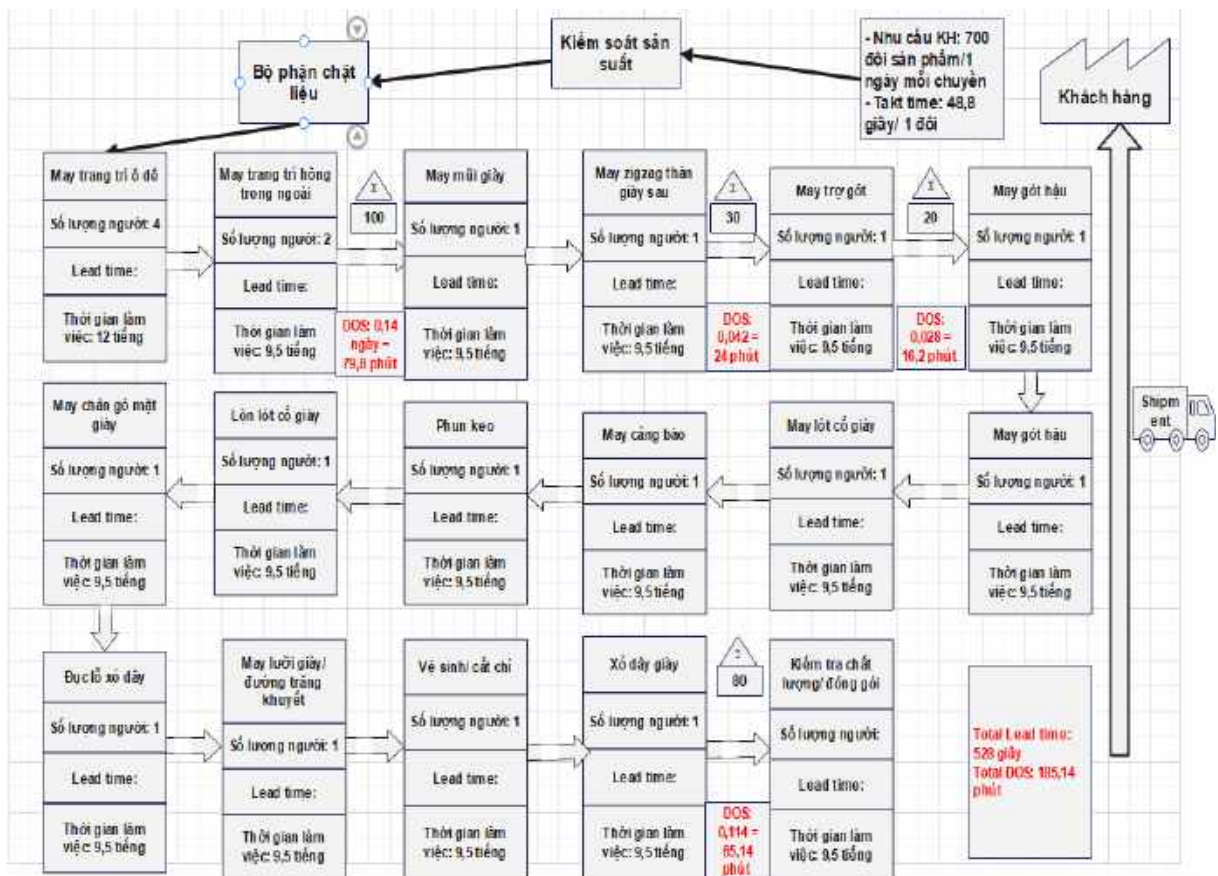 Bộ phận chất
liệu
Kiểm soát sản
suất
- Nhu cầu KH: 700
đôi sản phẩm/1
ngày mỗi chuyền
- Takt time: 48,8
giây/ 1 đôi
Khách hàng
May trang trí ô dê
Số lượng người: 4
Lead time:
Thời gian làm
việc: 12 tiếng
May trang trí hông
trong ngoài
Số lượng người: 2
Lead time:
Thời gian làm
việc: 9,5 tiếng
I
100
DOS: 0,14
ngày =
79,8 phút
May mũi giày
Số lượng người: 1
Lead time:
Thời gian làm
việc: 9,5 tiếng
May zigzag thân
giày sau
Số lượng người: 1
Lead time:
Thời gian làm
việc: 9,5 tiếng
I
30
DOS:
0,042 =
24 phút
May trợ gót
Số lượng người: 1
Lead time:
Thời gian làm
việc: 9,5 tiếng
I
20
DOS:
0,028 =
16,2 phút
May gót hậu
Số lượng người: 1
Lead time:
Thời gian làm
việc: 9,5 tiếng
May chân gò mặt
giày
Số lượng người: 1
Lead time:
Thời gian làm
việc: 9,5 tiếng
Lộn lót cổ giày
Số lượng người: 1
Lead time:
Thời gian làm
việc: 9,5 tiếng
Phun keo
Số lượng người: 1
Lead time:
Thời gian làm
việc: 9,5 tiếng
May căng bão
Số lượng người: 1
Lead time:
Thời gian làm
việc: 9,5 tiếng
May lót cổ giày
Số lượng người: 1
Lead time:
Thời gian làm
việc: 9,5 tiếng
May gót hậu
Số lượng người: 1
Lead time:
Thời gian làm
việc: 9,5 tiếng
Shipm
ent
Đục lỗ xỏ dây
Số lượng người: 1
Lead time:
Thời gian làm
việc: 9,5 tiếng
May lưỡi giày/
đường trăng
khuyết
Số lượng người: 1
Lead time:
Thời gian làm
việc: 9,5 tiếng
Vệ sinh/ cắt chỉ
Số lượng người: 1
Lead time:
Thời gian làm
việc: 9,5 tiếng
Xỏ dây giày
Số lượng người: 1
Lead time:
Thời gian làm
việc: 9,5 tiếng
I
80
DOS:
0,114 =
65,14
phút
Kiểm tra chất
lượng/ đóng gói
Số lượng người:
Lead time:
Thời gian làm
việc: 9,5 tiếng
Total Lead time:
528 giây
Total DOS: 185,14
phút